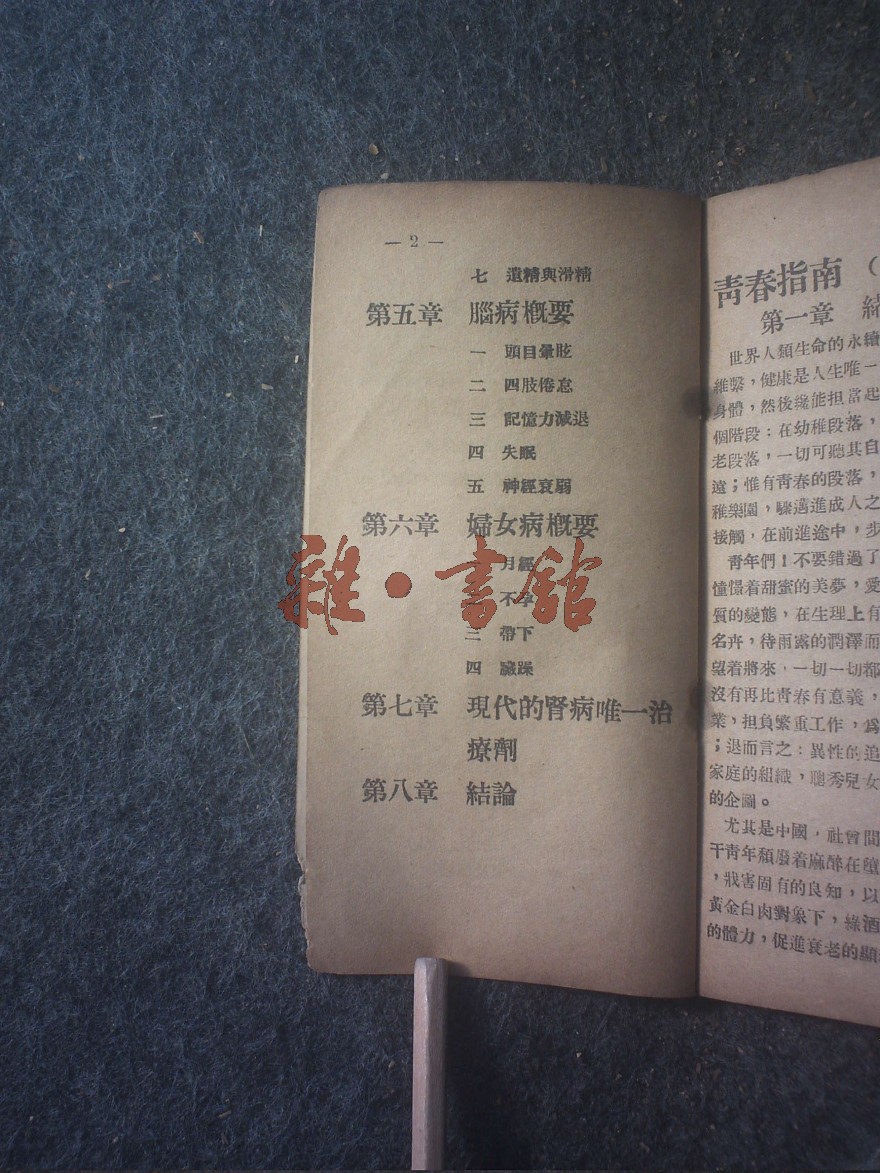 — 2 —
七 遺精與滑精
第五章 腦病概要
一 頭目暈眩
二 四肢倦怠
三 記憶力減退
四 失眠
五 神經衰弱
第六章 婦女病概要
月經
不孕
三 帶下
四 臟躁
第七章 現代的腎病唯一治
療劑
第八章 結論
雜·書館
青春指南（
第一章
世界人類生命的永續
維繫，健康是人生唯一
身體，然後纔能担當起
個階段：在幼稚段落，
老段落，一切可聽其自
遠；惟有青春的段落，
稚樂園，驟邁進成人之
接觸，在前進途中，步
青年們！不要錯過了
憧憬着甜蜜的美夢，愛
質的變態，在生理上有
名卉，待雨露的潤澤而
望着將來，一切一切都
沒有再比青春有意義，
業，担負繁重工作，爲
；退而言之：異性的追
家庭的組織，聰秀兒女
的企圖。
尤其是中國，社會間
干青年頹廢着麻醉在墮
，戕害固有的良知，以
黃金白肉對象下，綠酒
的體力，促進衰老的顯